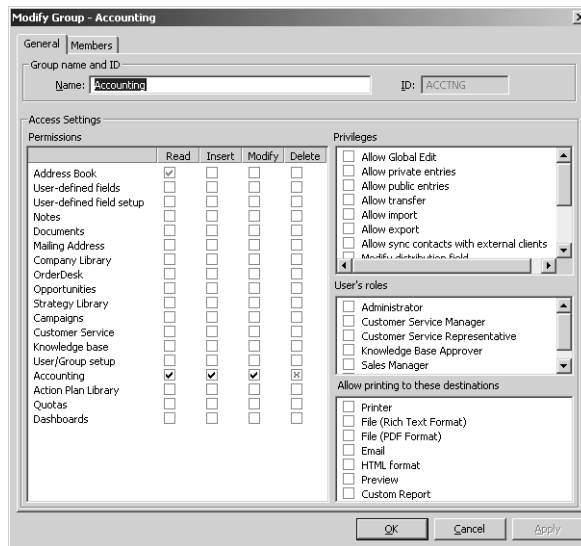 Modify Group - Accounting
General Members
Group name and ID
Name: Accounting ID: ACCTNG
Access Settings
Permissions
Read Insert Modify Delete
Address Book
User-defined fields
User-defined field setup
Notes
Documents
Mailing Address
Company Library
OrderDesk
Opportunities
Strategy Library
Campaigns
Customer Service
Knowledge base
User/Group setup
Accounting
Action Plan Library
Quotas
Dashboards
Privileges
Allow Global Edit
Allow private entries
Allow public entries
Allow transfer
Allow import
Allow export
Allow sync contacts with external clients
Modify distribution field
User's roles
Administrator
Customer Service Manager
Customer Service Representative
Knowledge Base Approver
Sales Manager
Allow printing to these destinations
Printer
File (Rich Text Format)
File (PDF Format)
Email
HTML format
Preview
Custom Report
OK Cancel Apply